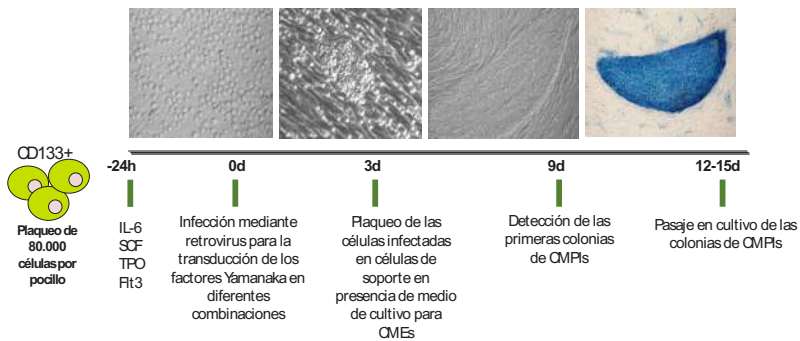 CD133+
-24h
0d
3d
9d
12-15d
Plaqueo de
80.000
células por
pocillo
IL-6
SCF
TPO
Flt3
Infección mediante
retrovirus para la
transducción de los
factores Yamanaka en
diferentes
combinaciones
Plaqueo de las
células infectadas
en células de
soporte en
presencia de medio
de cultivo para
CMEs
Detección de las
primeras colonias
de CMPIs
Pasaje en cultivo de las
colonias de CMPIs